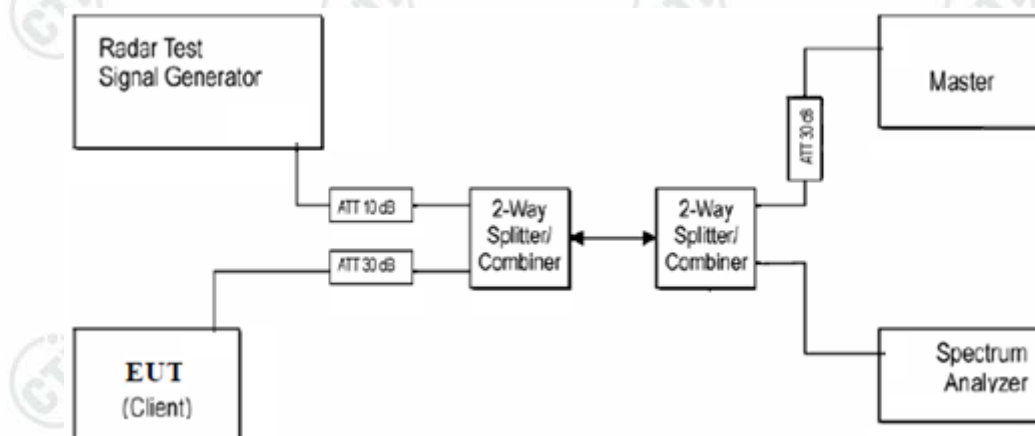 Radar Test
Signal Generator
Master
ATT 30 dB
ATT 10 dB
2-Way
Splitter/
Combiner
2-Way
Splitter/
Combiner
ATT 30 dB
EUT
(Client)
Spectrum
Analyzer